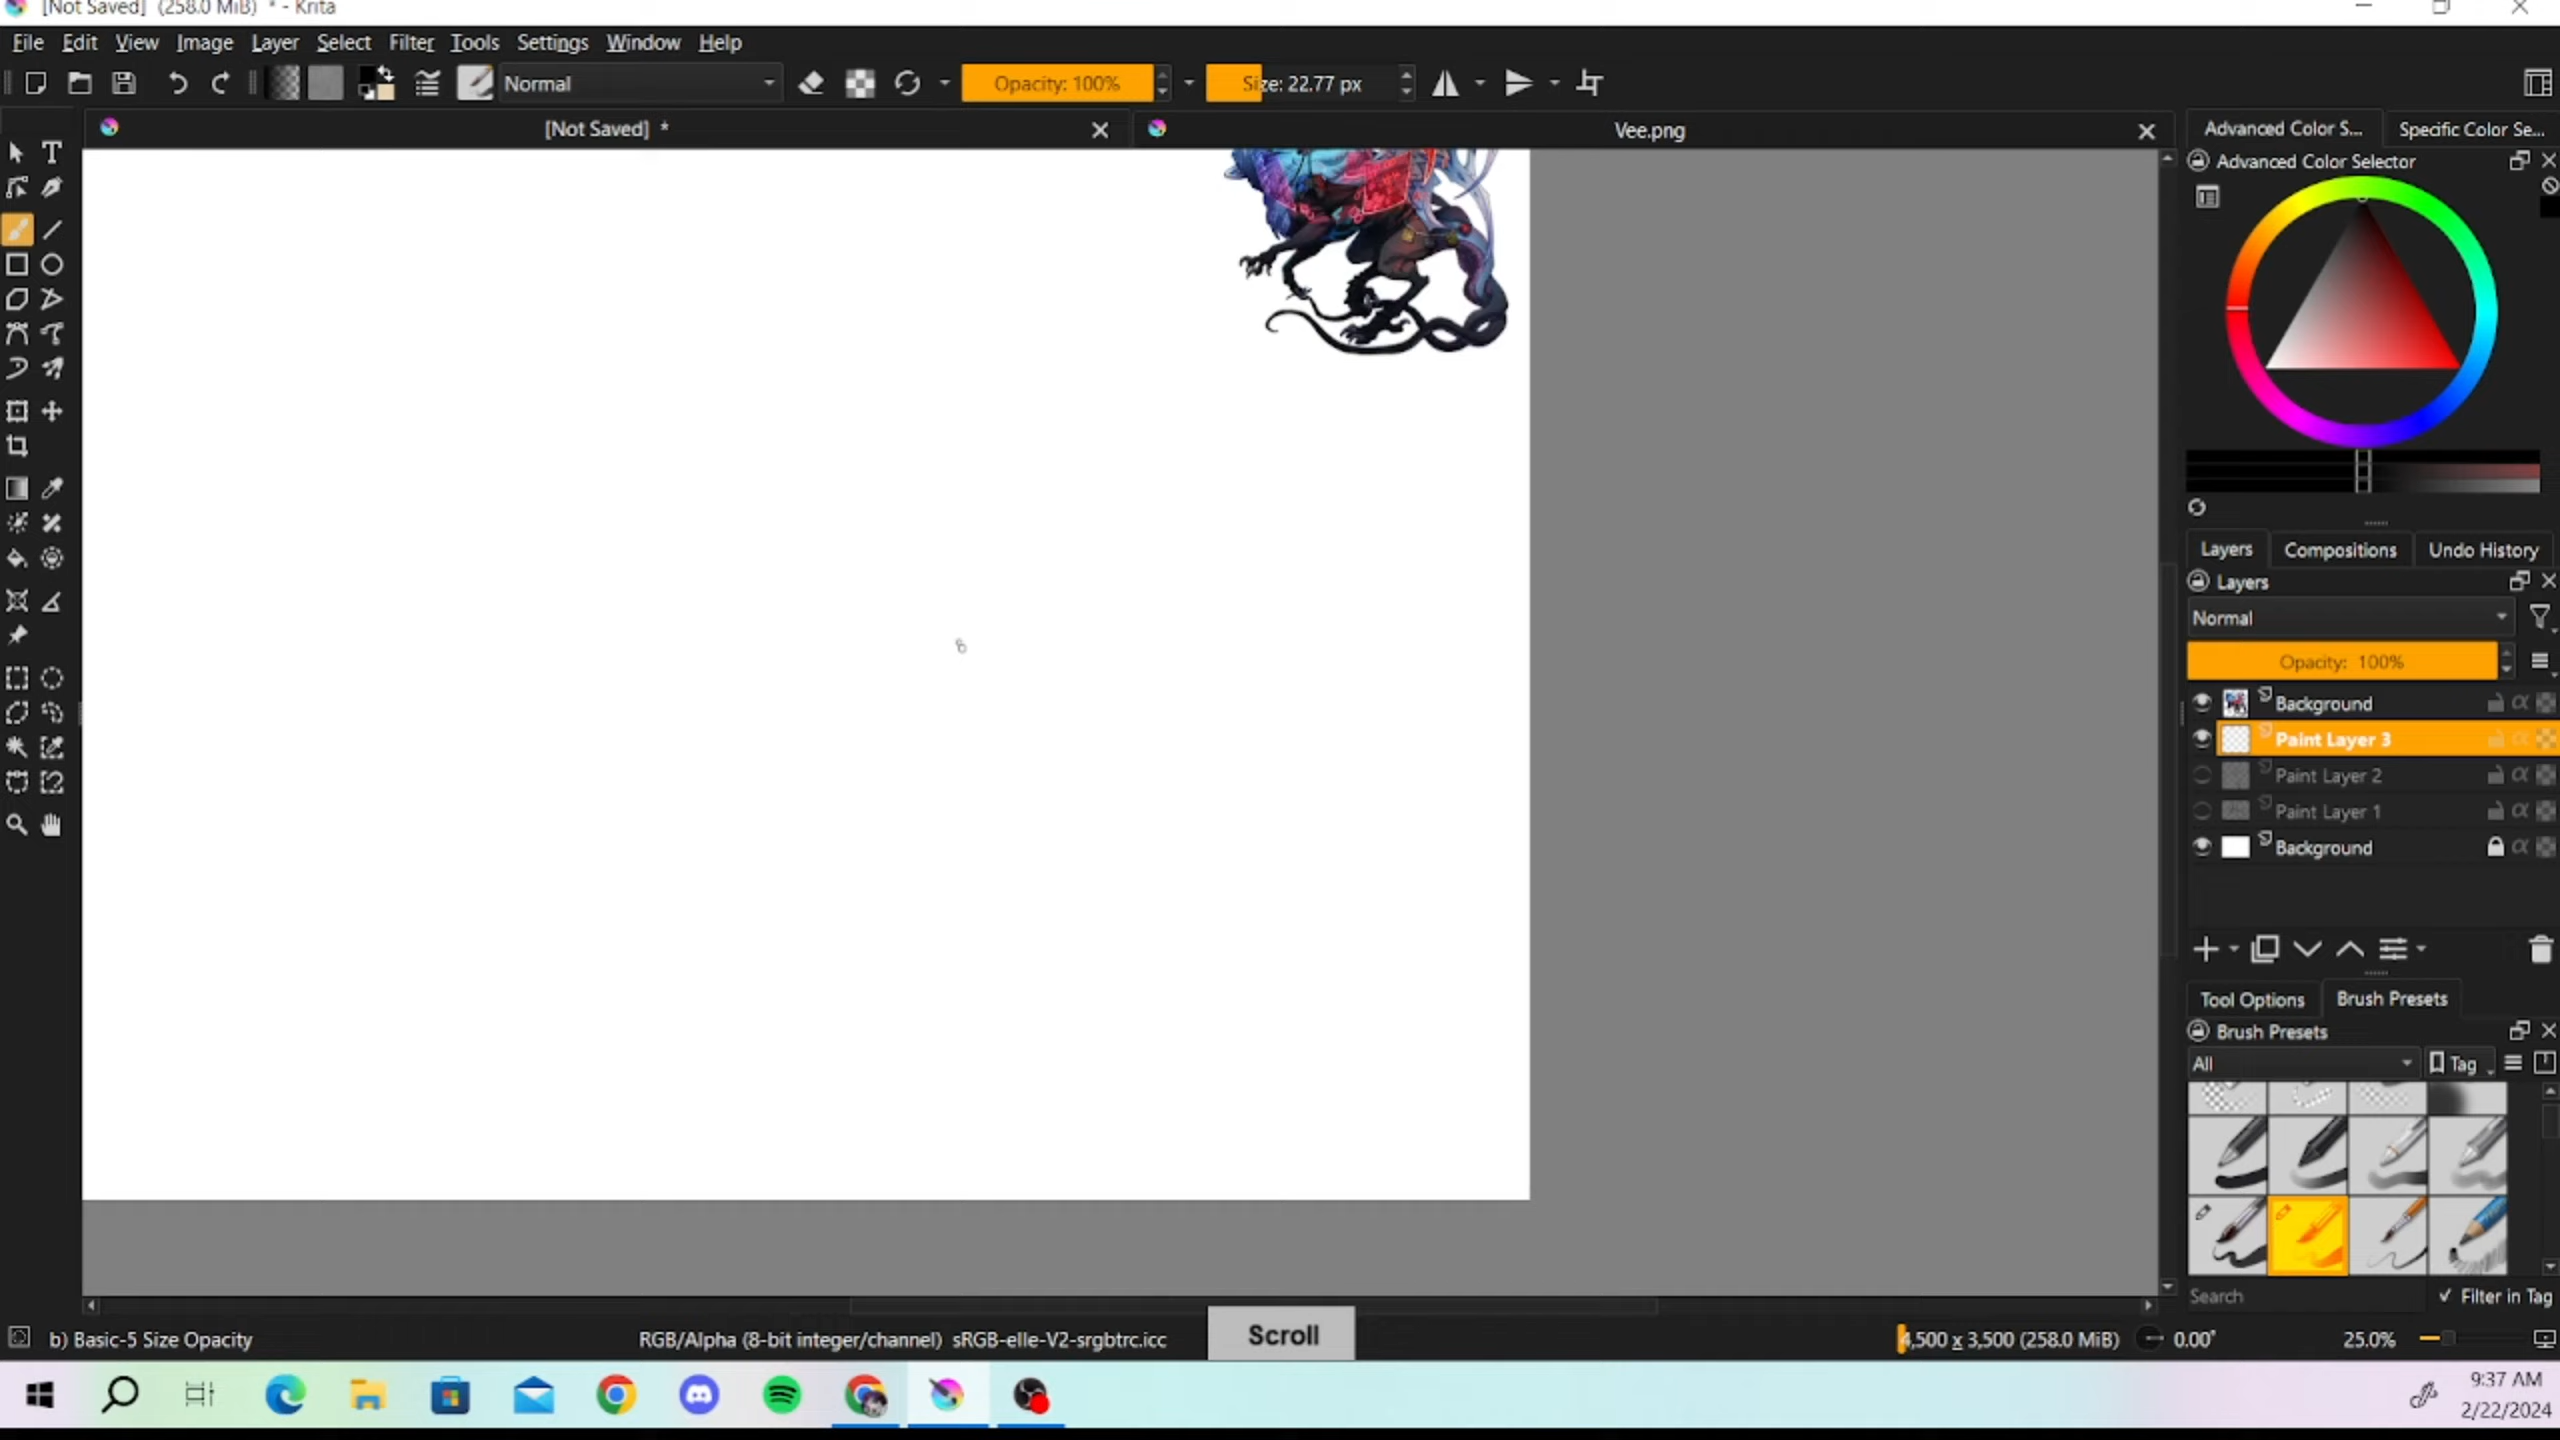 [Not Saved] (258.0 MiB) * - Krita
File Edit View Image Layer Select Filter Tools Settings Window Help
Normal
Opacity: 100%
Size: 22.77 px
[Not Saved] *
Vee.png
Advanced Color S...
Specific Color Se...
Advanced Color Selector
Layers
Compositions
Undo History
Layers
Normal
Opacity: 100%
Background
Paint Layer 3
Paint Layer 2
Paint Layer 1
Background
Tool Options
Brush Presets
Brush Presets
All
Tag
Search
Filter in Tag
b) Basic-5 Size Opacity
RGB/Alpha (8-bit integer/channel) sRGB-elle-V2-srgbtrc.icc
Scroll
4,500 x 3,500 (258.0 MiB)
0.00°
25.0%
9:37 AM
2/22/2024